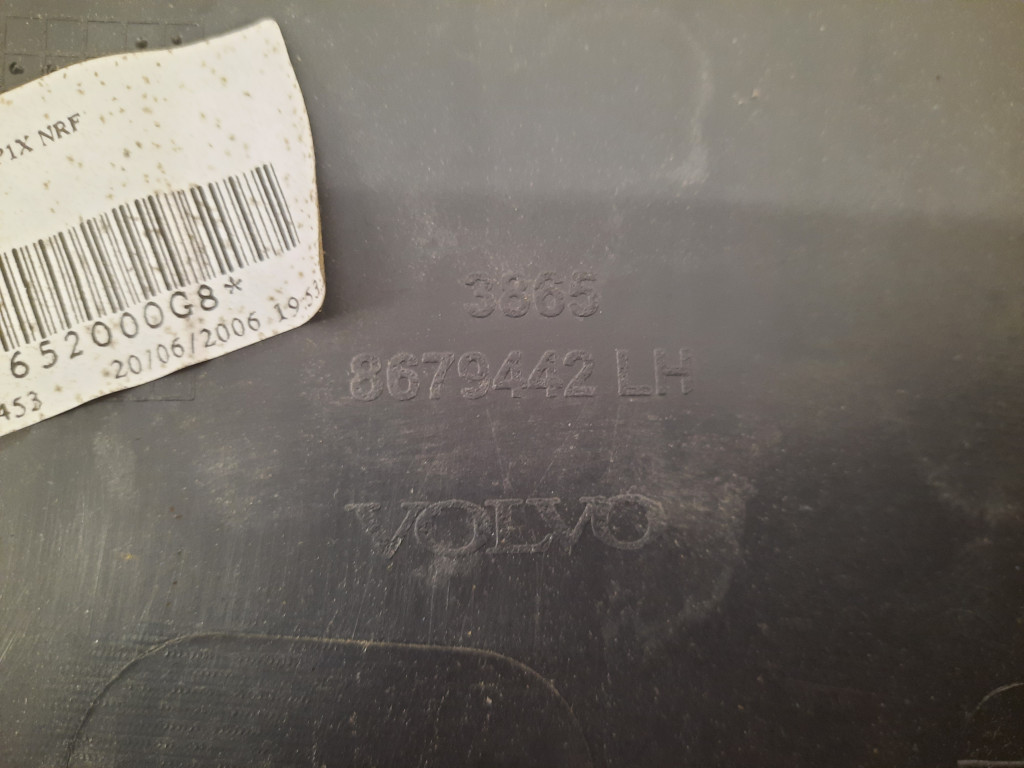 P1X NRF
652000G8*
20/06/2006 19:53
453
3865
8679442 LH
VOLVO